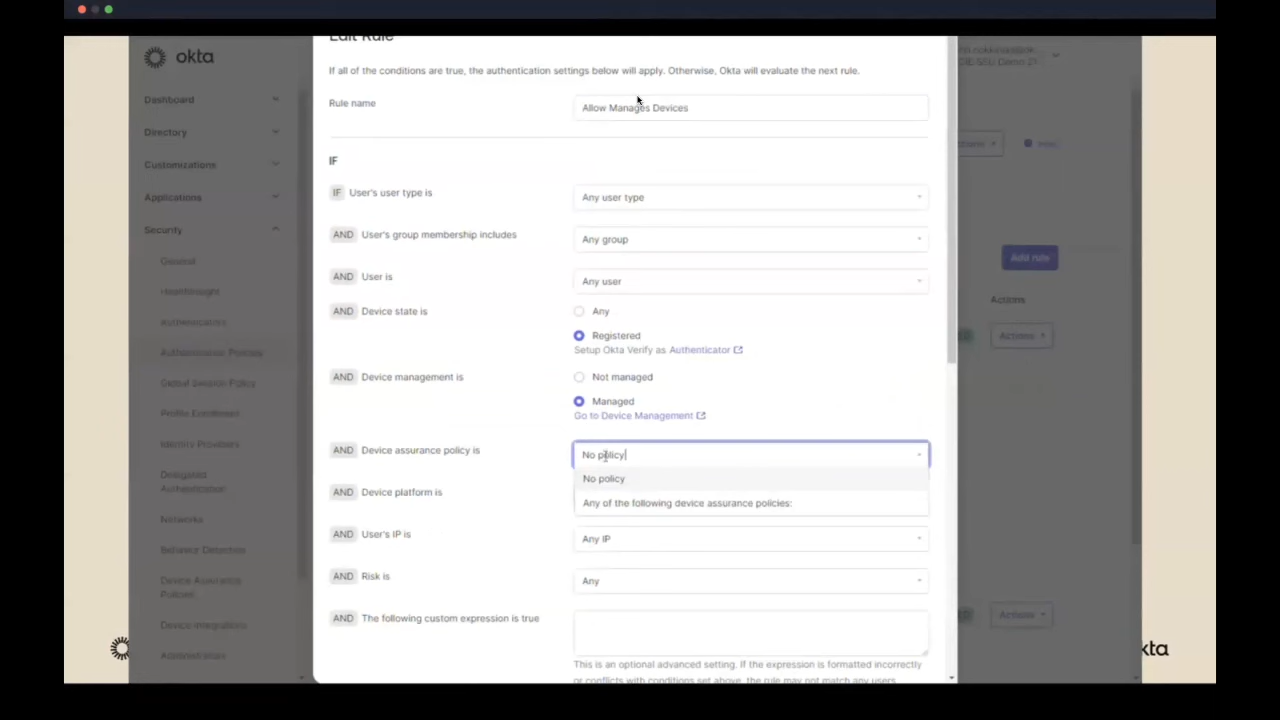 Edit Rule
okta
If all of the conditions are true, the authentication settings below will apply. Otherwise, Okta will evaluate the next rule.
Dashboard
Rule name
Allow Manages Devices
Directory
Customizations
IF
Applications
IF User's user type is
Any user type
Security
AND User's group membership includes
Any group
General
Add rule
AND User is
Any user
HealthInsight
Actions
AND Device state is
Any
Authenticators
Registered
Actions
Setup Okta Verify as Authenticator
Authentication Policies
AND Device management is
Not managed
Global Session Policy
Managed
Profile Enrollment
Go to Device Management
Identity Providers
AND Device assurance policy is
No policy
Delegated
Authentication
No policy
AND Device platform is
Any of the following device assurance policies:
Networks
AND User's IP is
Any IP
Behavior Detection
AND Risk is
Any
Device Assurance
Policies
AND The following custom expression is true
Actions
Device Integrations
Administrators
kta
This is an optional advanced setting. If the expression is formatted incorrectly
or conflicts with conditions set above, the rule may not match any users.